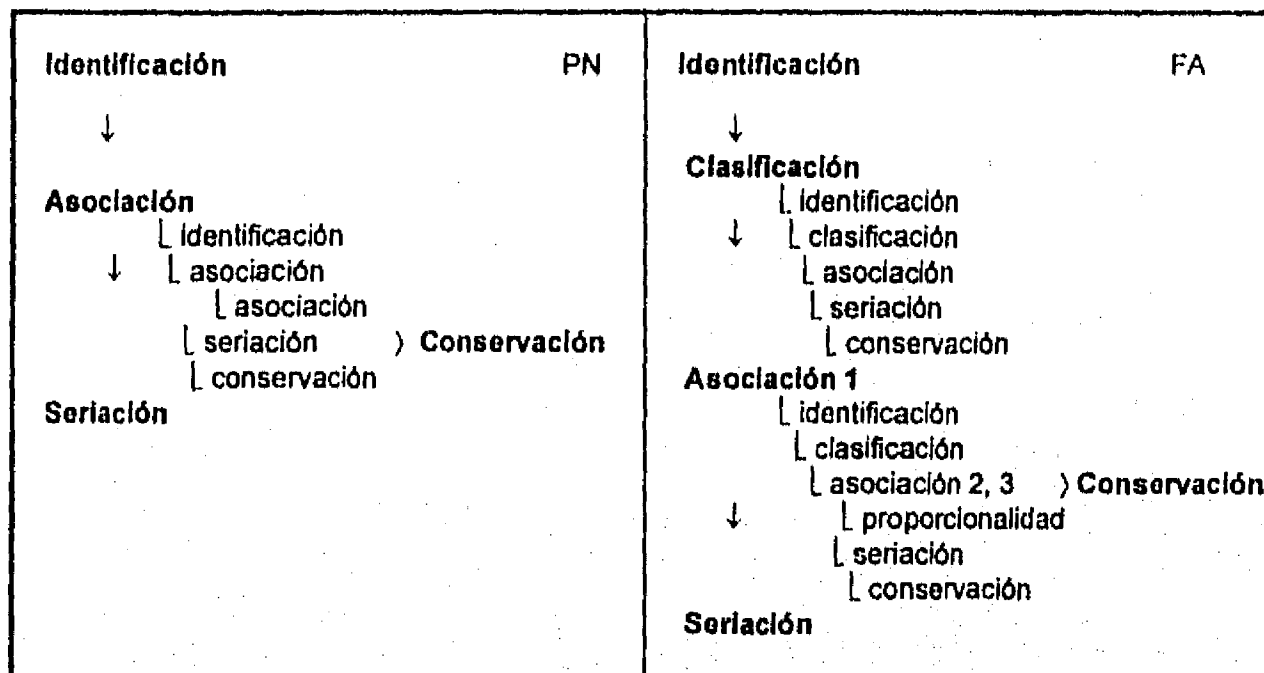 Identificación PN
↓
Asociación
└ identificación
↓ └ asociación
└ asociación
└ seriación ⟩ Conservación
└ conservación
Seriación
Identificación FA
↓
Clasificación
└ identificación
↓ └ clasificación
└ asociación
└ seriación
└ conservación
Asociación 1
└ identificación
└ clasificación
└ asociación 2, 3 ⟩ Conservación
↓ └ proporcionalidad
└ seriación
└ conservación
Seriación